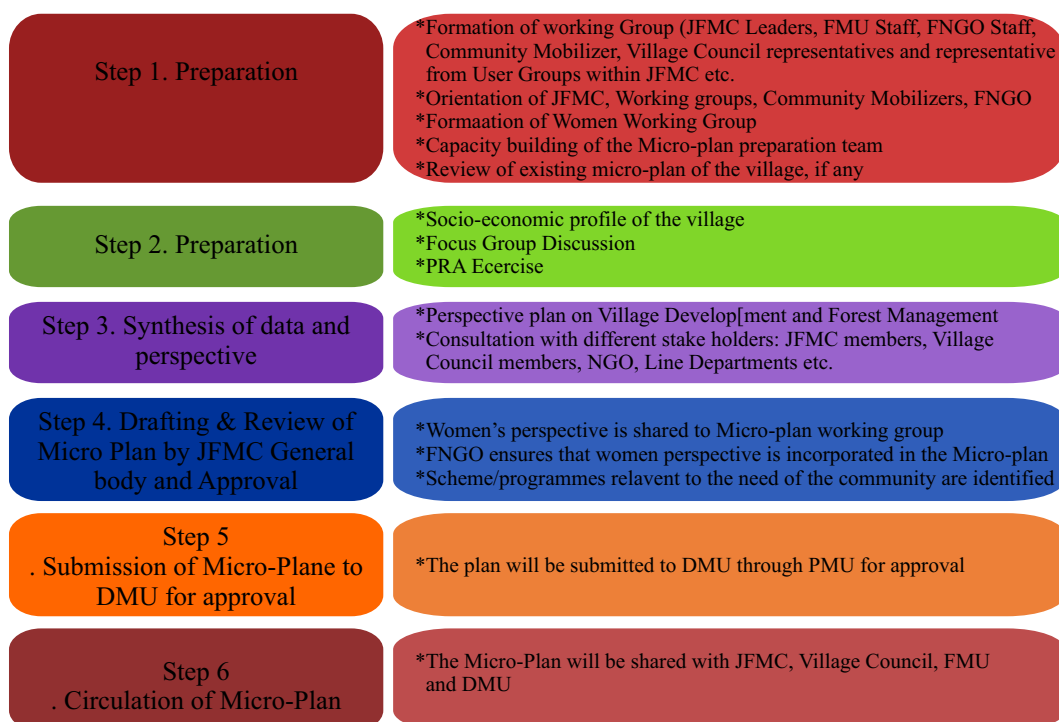 Step 1. Preparation
*Formation of working Group (JFMC Leaders, FMU Staff, FNGO Staff,
Community Mobilizer, Village Council representatives and representative
from User Groups within JFMC etc.
*Orientation of JFMC, Working groups, Community Mobilizers, FNGO
*Formaation of Women Working Group
*Capacity building of the Micro-plan preparation team
*Review of existing micro-plan of the village, if any
Step 2. Preparation
*Socio-economic profile of the village
*Focus Group Discussion
*PRA Ecercise
Step 3. Synthesis of data and
perspective
*Perspective plan on Village Develop[ment and Forest Management
*Consultation with different stake holders: JFMC members, Village
Council members, NGO, Line Departments etc.
Step 4. Drafting & Review of
Micro Plan by JFMC General
body and Approval
*Women’s perspective is shared to Micro-plan working group
*FNGO ensures that women perspective is incorporated in the Micro-plan
*Scheme/programmes relavent to the need of the community are identified
Step 5
. Submission of Micro-Plane to
DMU for approval
*The plan will be submitted to DMU through PMU for approval
Step 6
. Circulation of Micro-Plan
*The Micro-Plan will be shared with JFMC, Village Council, FMU
and DMU